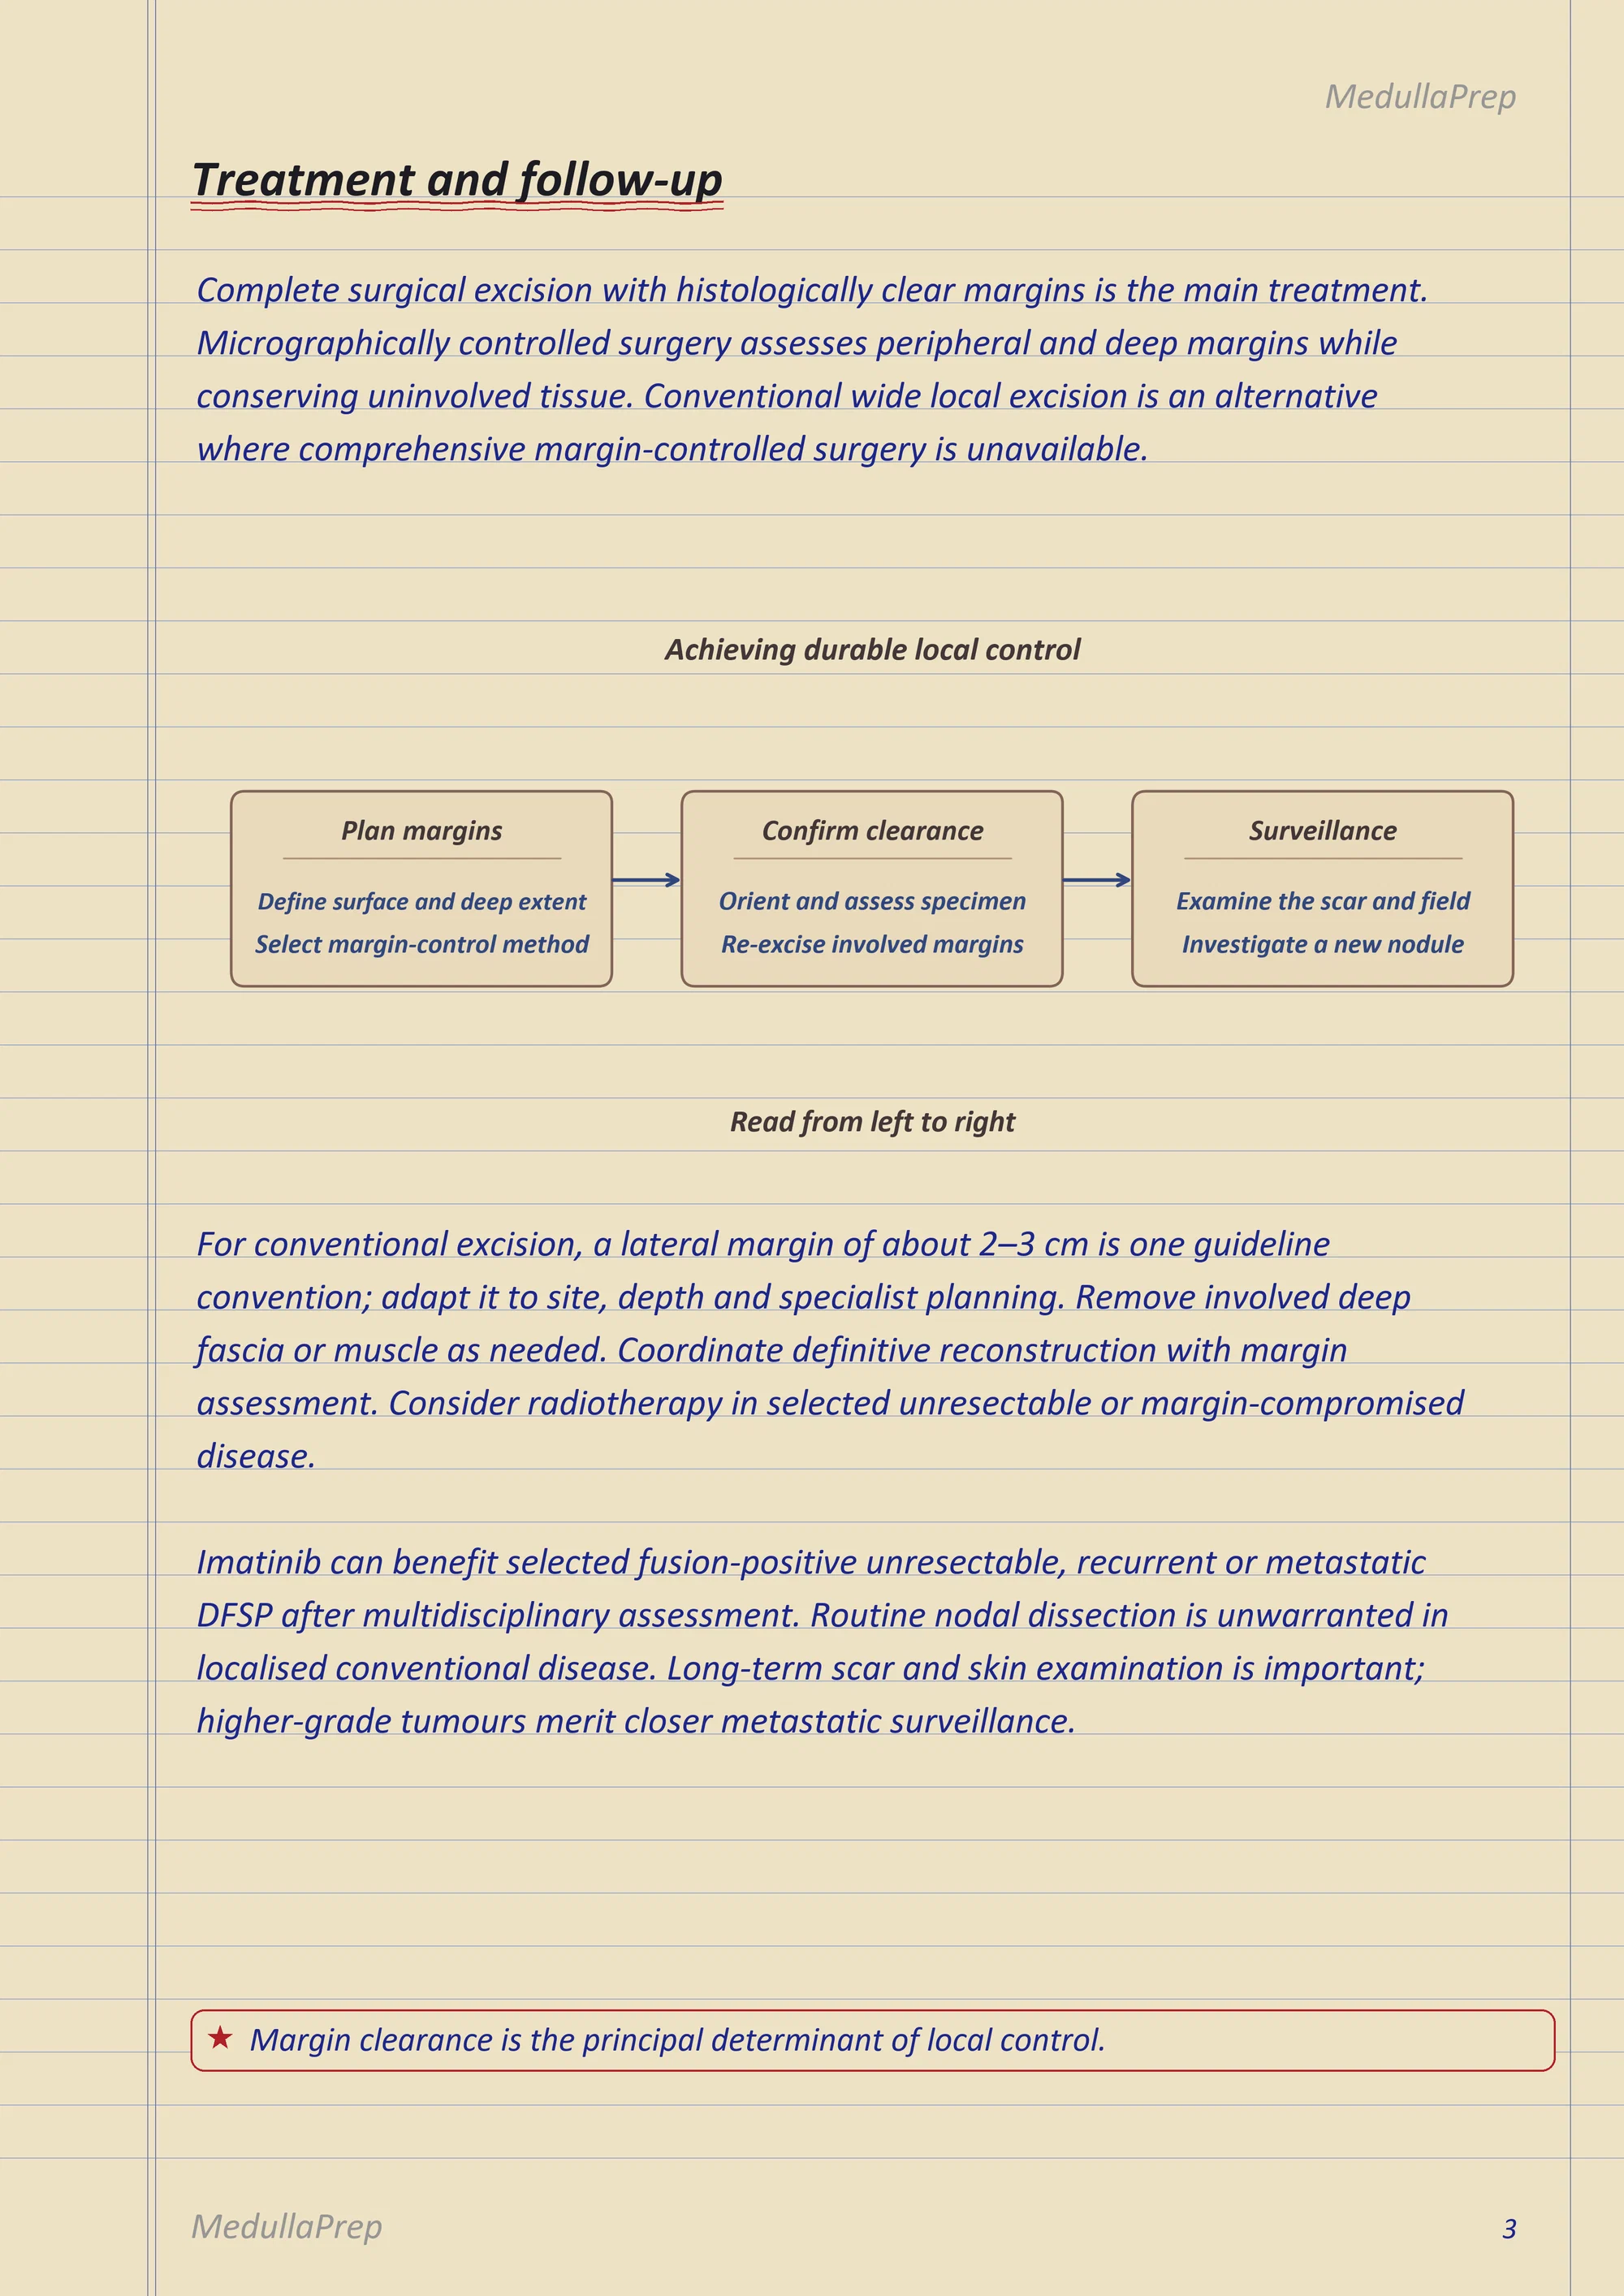 MedullaPrep
Treatment and follow-up
Complete surgical excision with histologically clear margins is the main treatment.
Micrographically controlled surgery assesses peripheral and deep margins while
conserving uninvolved tissue. Conventional wide local excision is an alternative
where comprehensive margin-controlled surgery is unavailable.
Achieving durable local control
Plan margins
Define surface and deep extent
Select margin-control method
Confirm clearance
Orient and assess specimen
Re-excise involved margins
Surveillance
Examine the scar and field
Investigate a new nodule
Read from left to right
For conventional excision, a lateral margin of about 2–3 cm is one guideline
convention; adapt it to site, depth and specialist planning. Remove involved deep
fascia or muscle as needed. Coordinate definitive reconstruction with margin
assessment. Consider radiotherapy in selected unresectable or margin-compromised
disease.
Imatinib can benefit selected fusion-positive unresectable, recurrent or metastatic
DFSP after multidisciplinary assessment. Routine nodal dissection is unwarranted in
localised conventional disease. Long-term scar and skin examination is important;
higher-grade tumours merit closer metastatic surveillance.
★ Margin clearance is the principal determinant of local control.
MedullaPrep
3